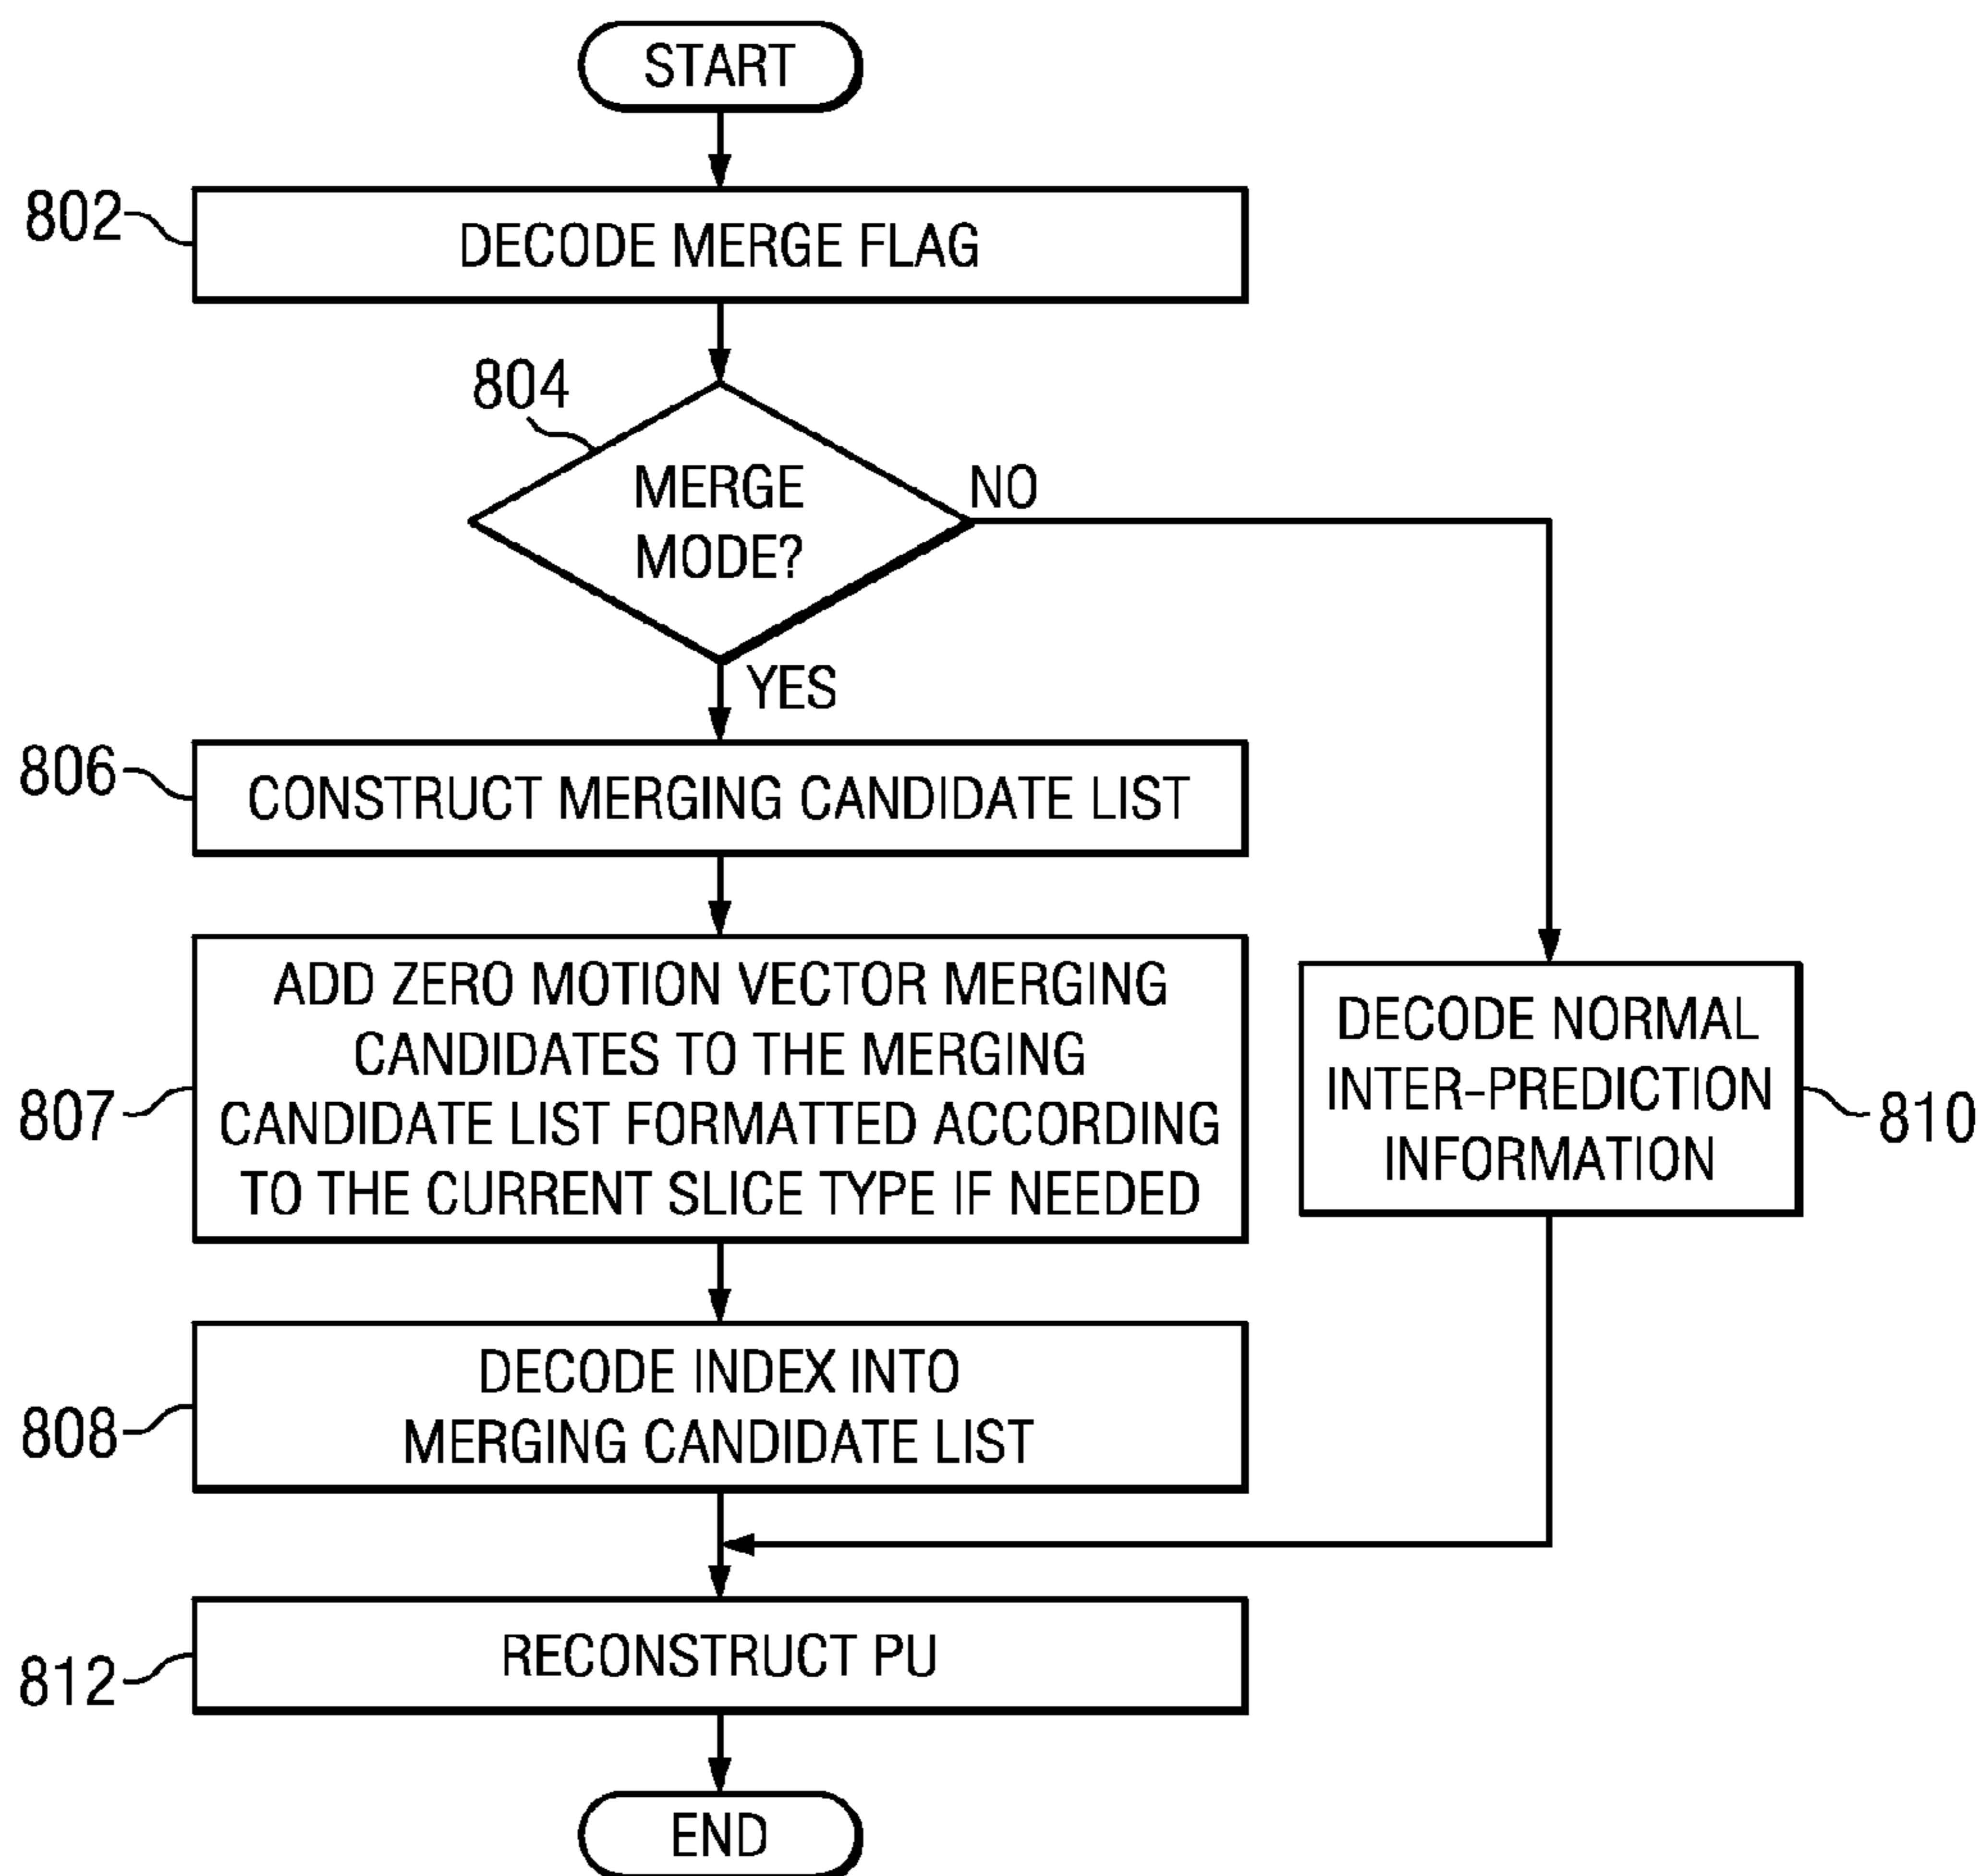 START
802
DECODE MERGE FLAG
804
MERGE
MODE?
NO
YES
806
CONSTRUCT MERGING CANDIDATE LIST
807
ADD ZERO MOTION VECTOR MERGING
CANDIDATES TO THE MERGING
CANDIDATE LIST FORMATTED ACCORDING
TO THE CURRENT SLICE TYPE IF NEEDED
DECODE NORMAL
INTER-PREDICTION
INFORMATION
810
808
DECODE INDEX INTO
MERGING CANDIDATE LIST
812
RECONSTRUCT PU
END